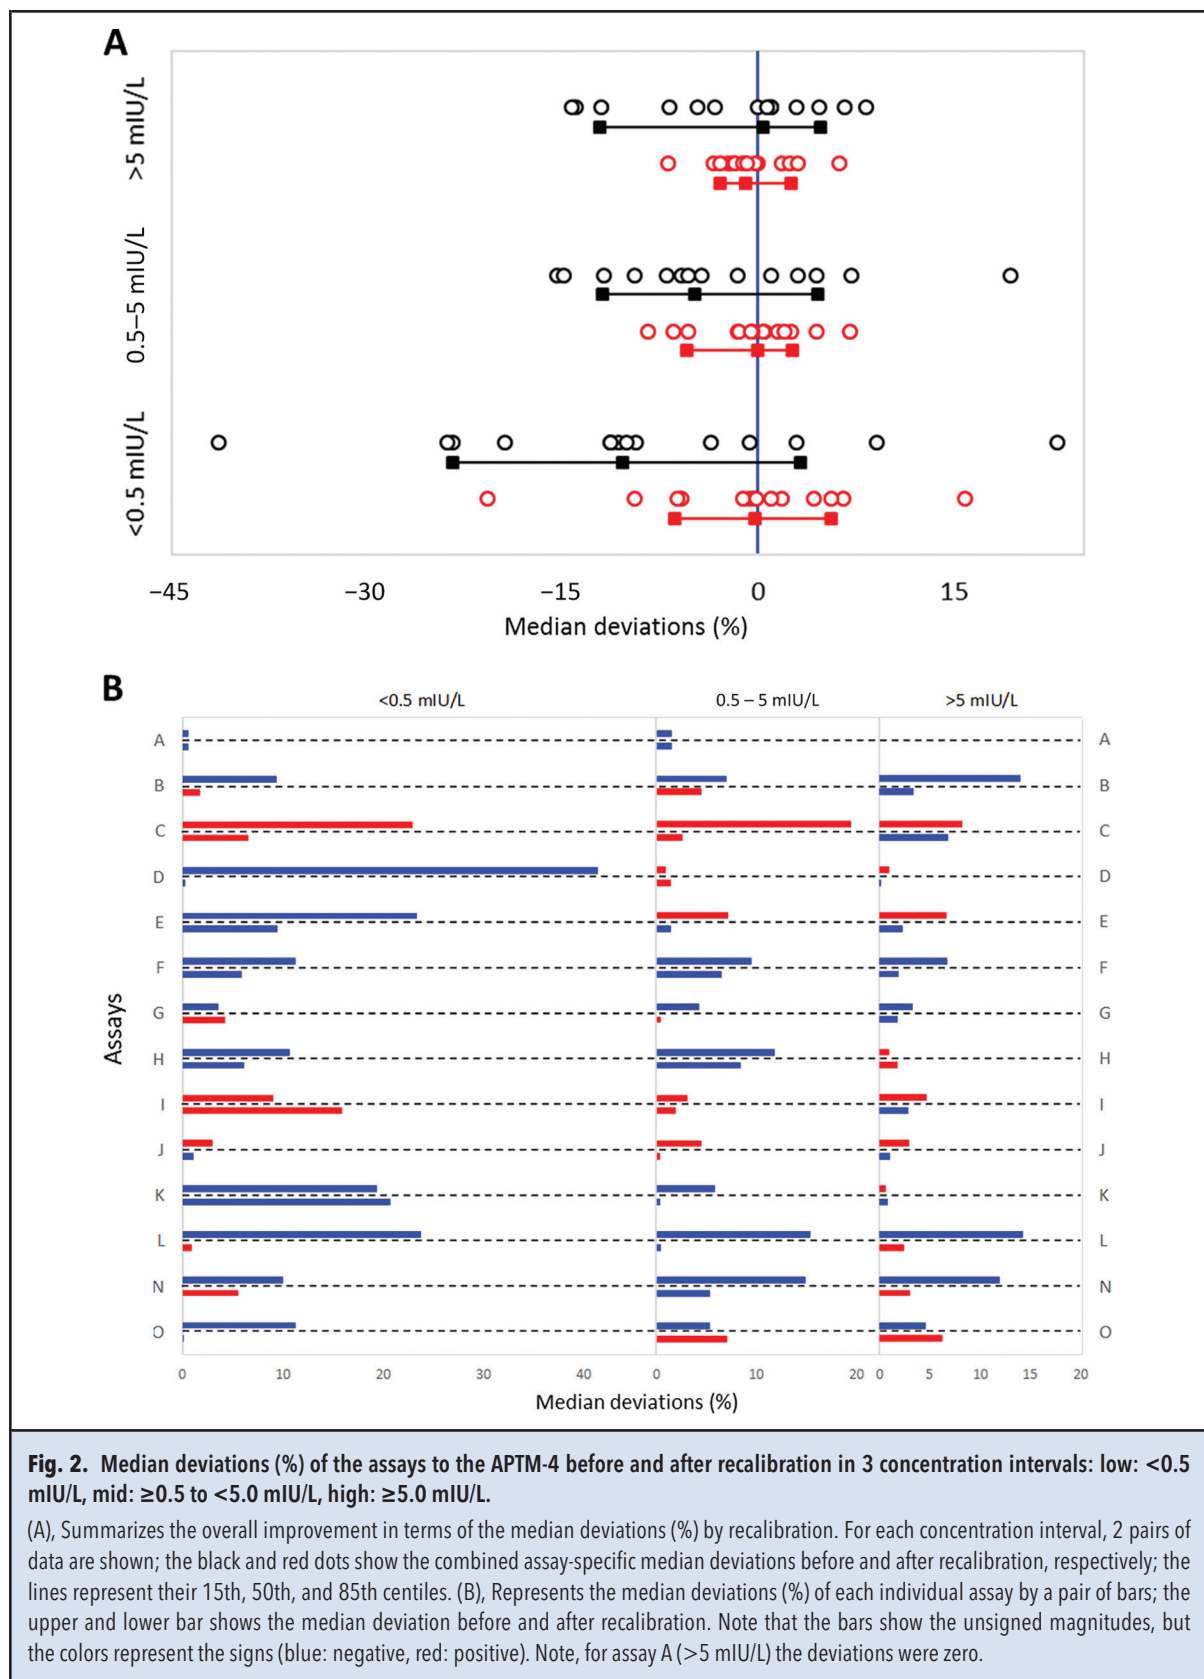 A
>5 mIU/L
0.5–5 mIU/L
<0.5 mIU/L
−45 −30 −15 0 15
Median deviations (%)
B
<0.5 mIU/L 0.5 – 5 mIU/L >5 mIU/L
A A
B B
C C
D D
E E
F F
G G
Assays
H H
I I
J J
K K
L L
N N
O O
0 10 20 30 40 0 10 20 0 5 10 15 20
Median deviations (%)
Fig. 2. Median deviations (%) of the assays to the APTM-4 before and after recalibration in 3 concentration intervals: low: <0.5
mIU/L, mid: ≥0.5 to <5.0 mIU/L, high: ≥5.0 mIU/L.
(A), Summarizes the overall improvement in terms of the median deviations (%) by recalibration. For each concentration interval, 2 pairs of
data are shown; the black and red dots show the combined assay-specific median deviations before and after recalibration, respectively; the
lines represent their 15th, 50th, and 85th centiles. (B), Represents the median deviations (%) of each individual assay by a pair of bars; the
upper and lower bar shows the median deviation before and after recalibration. Note that the bars show the unsigned magnitudes, but
the colors represent the signs (blue: negative, red: positive). Note, for assay A (>5 mIU/L) the deviations were zero.